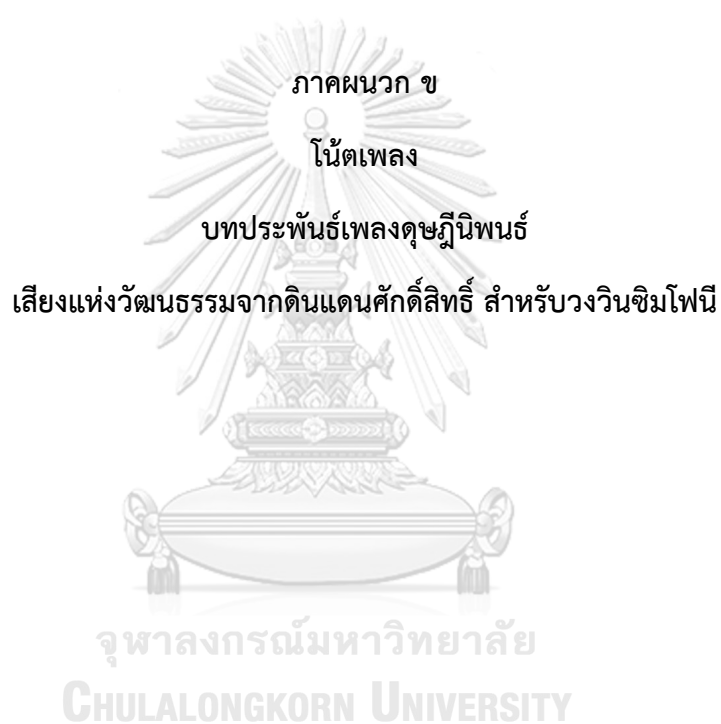 ภาคผนวก ข
โน้ตเพลง
บทประพันธ์เพลงดุษฎีนิพนธ์
เสียงแห่งวัฒนธรรมจากดินแดนศักดิ์สิทธิ์ สำหรับวงวินซิมโฟนี
จุฬาลงกรณ์มหาวิทยาลัย
CHULALONGKORN UNIVERSITY